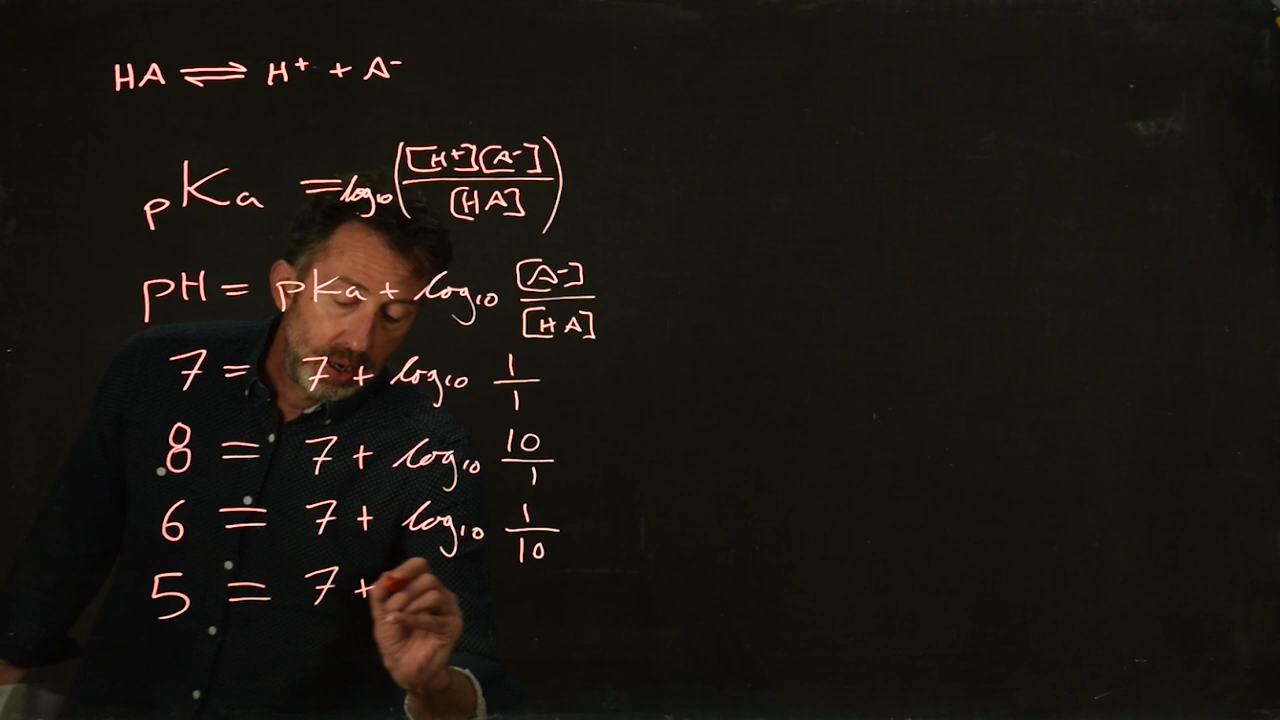 HA ⇌ H⁺ + A⁻
pKa = log₁₀([H⁺][A⁻]/[HA])
pH = pKa + log₁₀ [A⁻]/[HA]
7 = 7 + log₁₀ 1/1
8 = 7 + log₁₀ 10/1
6 = 7 + log₁₀ 1/10
5 = 7 +